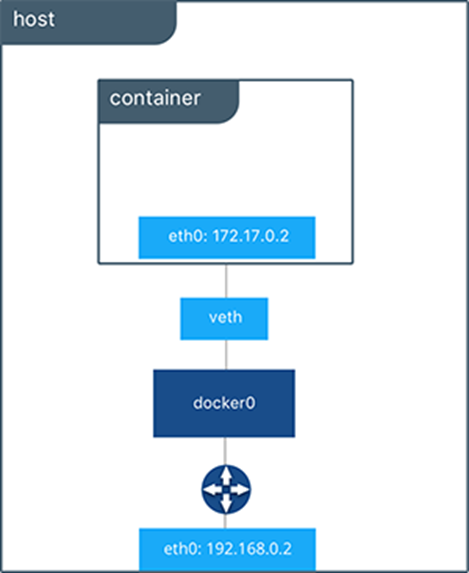 host
container
eth0: 172.17.0.2
veth
docker0
eth0: 192.168.0.2